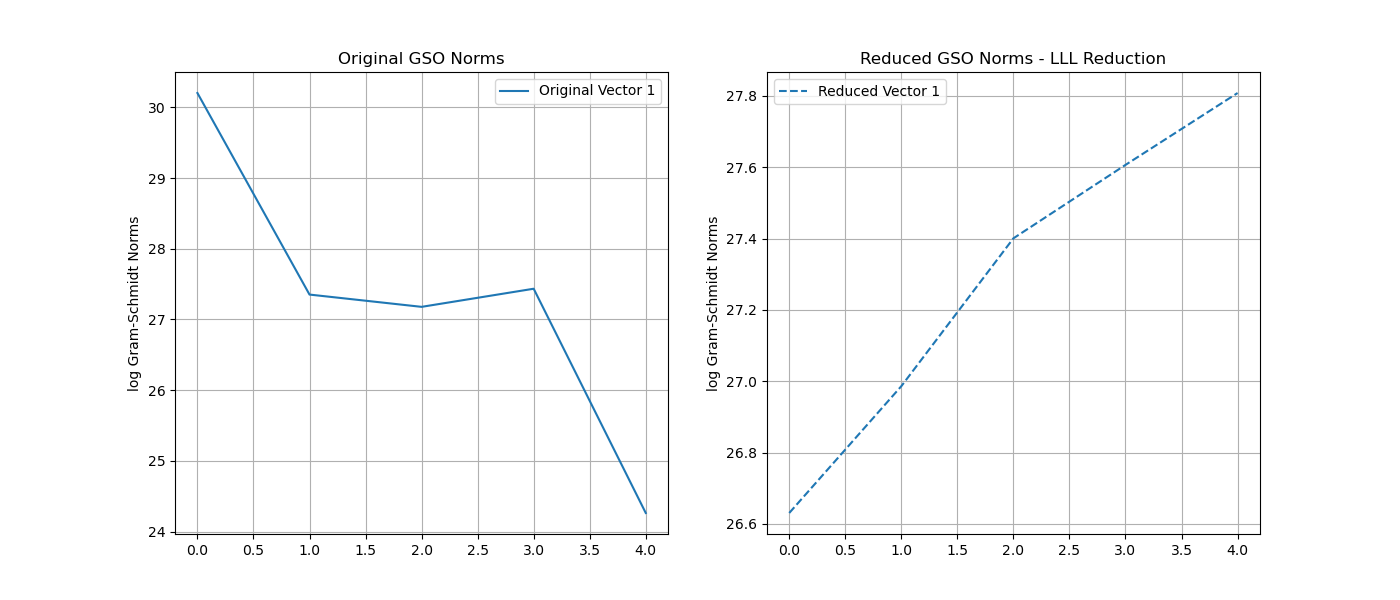 Original GSO Norms
Original Vector 1
log Gram-Schmidt Norms
30
29
28
27
26
25
24
0.0 0.5 1.0 1.5 2.0 2.5 3.0 3.5 4.0
Reduced GSO Norms - LLL Reduction
Reduced Vector 1
log Gram-Schmidt Norms
27.8
27.6
27.4
27.2
27.0
26.8
26.6
0.0 0.5 1.0 1.5 2.0 2.5 3.0 3.5 4.0